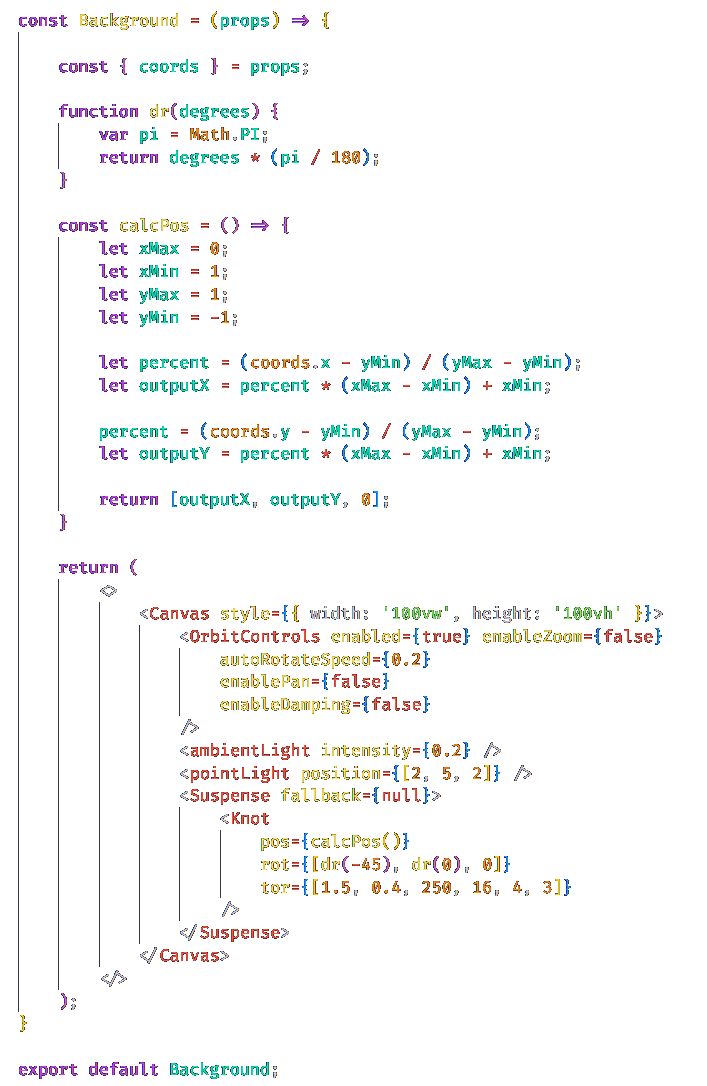 const Background = (props) => {
const { coords } = props;
function dr(degrees) {
var pi = Math.PI;
return degrees * (pi / 180);
}
const calcPos = () => {
let xMax = 0;
let xMin = 1;
let yMax = 1;
let yMin = -1;
let percent = (coords.x - yMin) / (yMax - yMin);
let outputX = percent * (xMax - xMin) + xMin;
percent = (coords.y - yMin) / (yMax - yMin);
let outputY = percent * (xMax - xMin) + xMin;
return [outputX, outputY, 0];
}
return (
<>
<Canvas style={{ width: '100vw', height: '100vh' }}>
<OrbitControls enabled={true} enableZoom={false}
autoRotateSpeed={0.2}
enablePan={false}
enableDamping={false}
/>
<ambientLight intensity={0.2} />
<pointLight position={[2, 5, 2]} />
<Suspense fallback={null}>
<Knot
pos={calcPos()}
rot={[dr(-45), dr(0), 0]}
tor={[1.5, 0.4, 250, 16, 4, 3]}
/>
</Suspense>
</Canvas>
</>
);
}
export default Background;